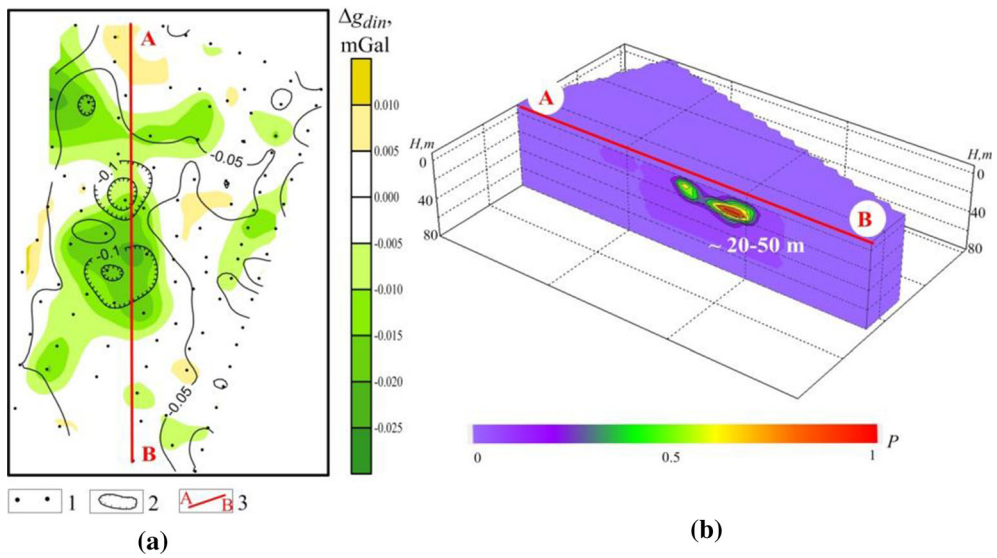 Δg_din,
mGal
A
0.010
0.005
0.000
-0.005
-0.010
-0.015
-0.020
-0.025
-0.05
-0.1
-0.1
-0.05
B
1
2
A B 3
(a)
H,m
0
40
80
A
B
H,m
0
40
80
~ 20-50 m
0 0.5 1 P
(b)